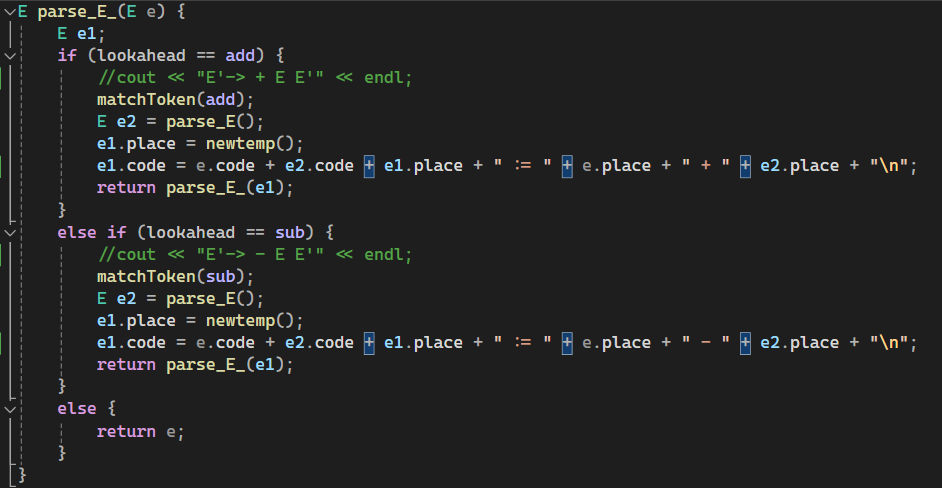 E parse_E_(E e) {
    E e1;
    if (lookahead == add) {
        //cout << "E'-> + E E'" << endl;
        matchToken(add);
        E e2 = parse_E();
        e1.place = newtemp();
        e1.code = e.code + e2.code + e1.place + " := " + e.place + " + " + e2.place + "\n";
        return parse_E_(e1);
    }
    else if (lookahead == sub) {
        //cout << "E'-> - E E'" << endl;
        matchToken(sub);
        E e2 = parse_E();
        e1.place = newtemp();
        e1.code = e.code + e2.code + e1.place + " := " + e.place + " - " + e2.place + "\n";
        return parse_E_(e1);
    }
    else {
        return e;
    }
}